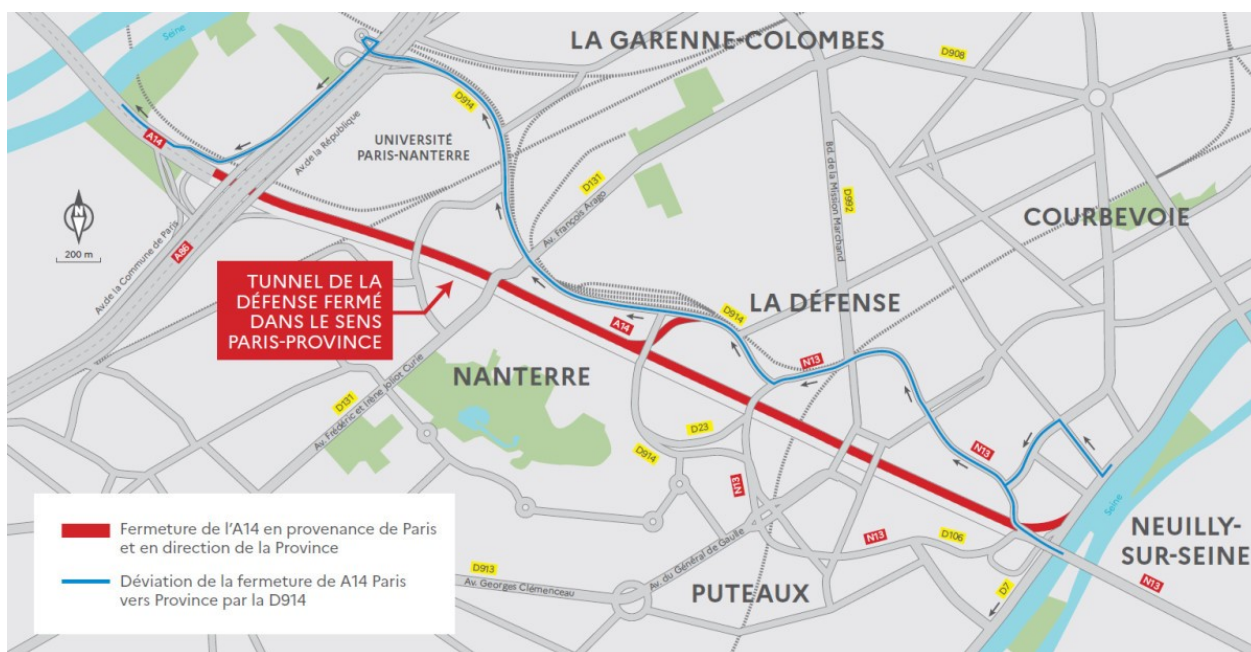 Seine
LA GARENNE-COLOMBES
D908
D914
A14
Av.de la République
UNIVERSITÉ
PARIS-NANTERRE
D131
Av. François Arago
Bd. de la Mission Marchand
D992
COURBEVOIE
N
200 m
Av.de la Commune de Paris
A86
TUNNEL DE LA
DÉFENSE FERMÉ
DANS LE SENS
PARIS-PROVINCE
LA DÉFENSE
D914
A14
N13
NANTERRE
D131
Av. Frédéric et Irène Joliot Curie
D23
D914
N13
N13
Seine
NEUILLY-
SUR-SEINE
N13
D106
N13
Av. du Général de Gaulle
D913
Av. Georges Clémenceau
PUTEAUX
D7
Fermeture de l'A14 en provenance de Paris
et en direction de la Province
Déviation de la fermeture de A14 Paris
vers Province par la D914